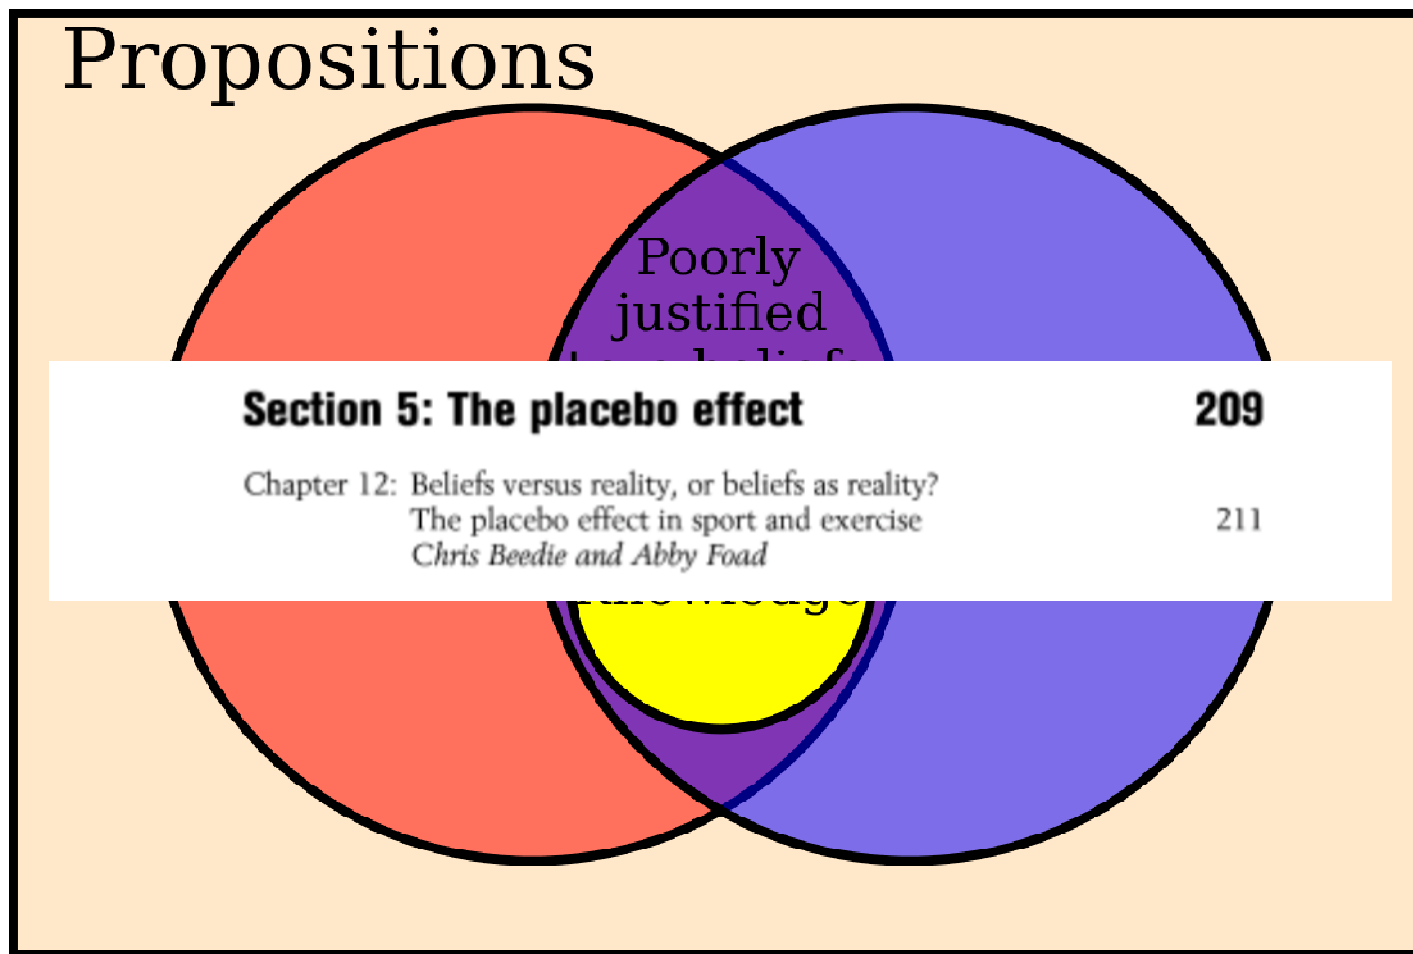 Propositions
Poorly
justified
Section 5: The placebo effect 209
Chapter 12: Beliefs versus reality, or beliefs as reality?
The placebo effect in sport and exercise 211
Chris Beedie and Abby Foad